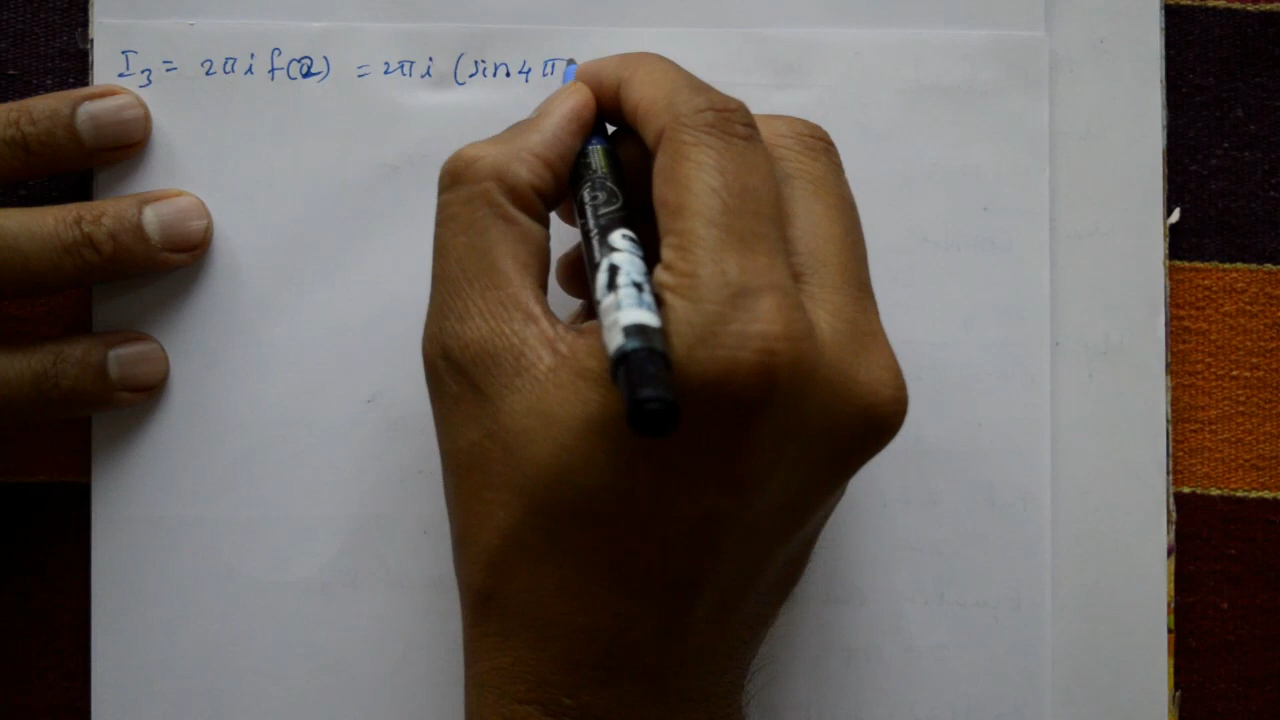 I₃ = 2πi f(2) = 2πi (sin 4π